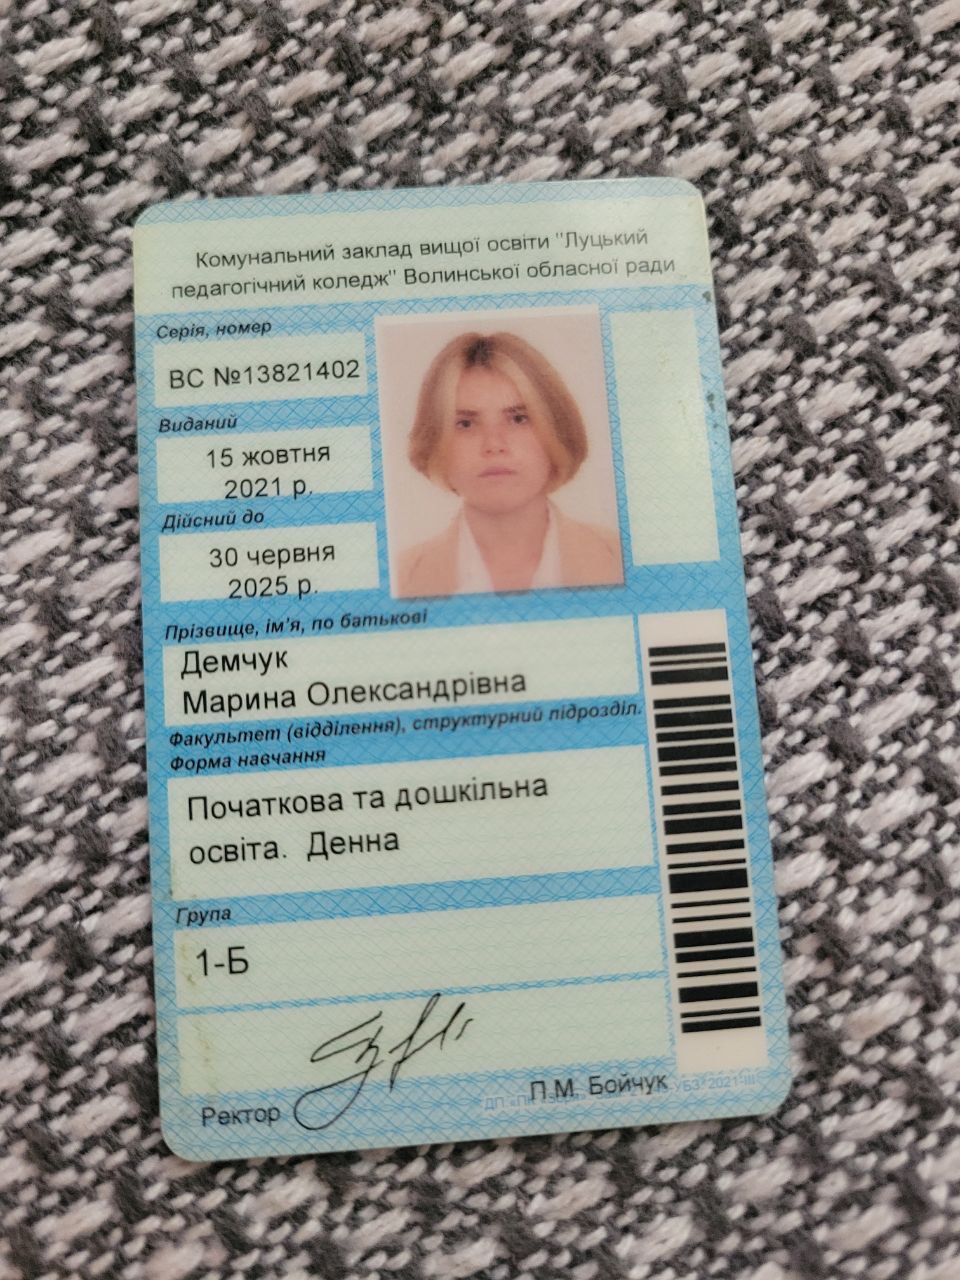 Комунальний заклад вищої освіти "Луцький
педагогічний коледж" Волинської обласної ради
Серія, номер
ВС №13821402
Виданий
15 жовтня
2021 р.
Дійсний до
30 червня
2025 р.
Прізвище, ім'я, по батькові
Демчук
Марина Олександрівна
Факультет (відділення), структурний підрозділ.
Форма навчання
Початкова та дошкільна
освіта. Денна
Група
1-Б
Ректор
П.М. Бойчук